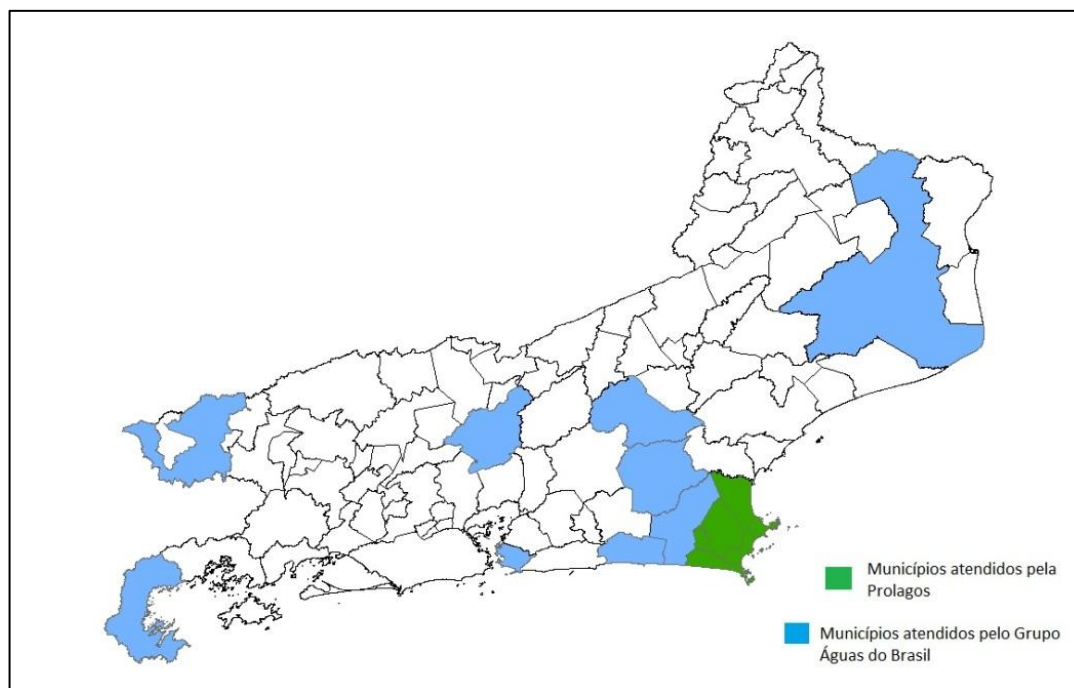 Municípios atendidos pela
Prolagos
Municípios atendidos pelo Grupo
Águas do Brasil